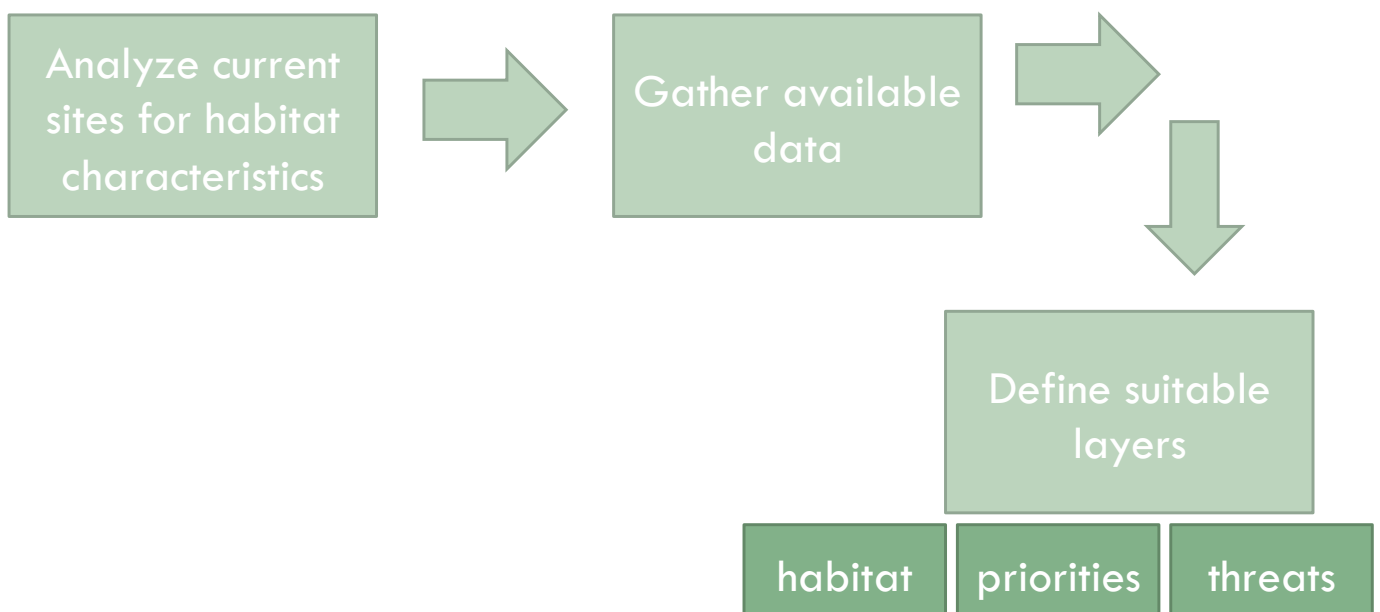 Analyze current
sites for habitat
characteristics
Gather available
data
Define suitable
layers
habitat
priorities
threats